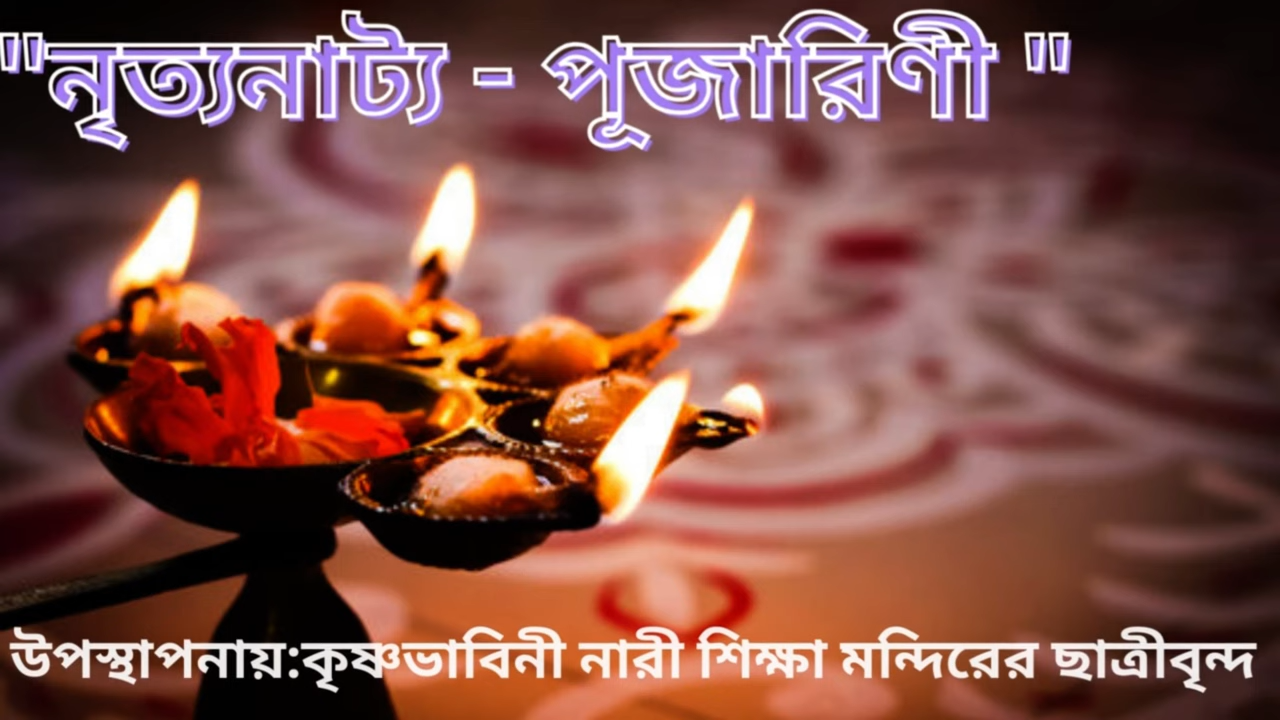 "নৃত্যনাট্য - পূজারিণী "
উপস্থাপনায়:কৃষ্ণভাবিনী নারী শিক্ষা মন্দিরের ছাত্রীবৃন্দ